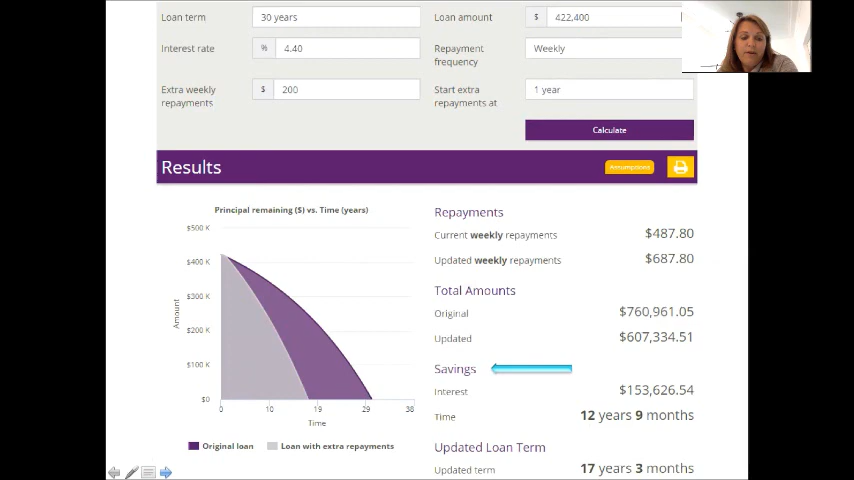 Loan term 30 years Loan amount $ 422,400
Interest rate % 4.40 Repayment frequency Weekly
Extra weekly repayments $ 200 Start extra repayments at 1 year
Calculate
Results Assumptions
Principal remaining ($) vs. Time (years)
$500 K
$400 K
$300 K
$200 K
$100 K
$0
Amount
0 10 19 29 38
Time
Original loan Loan with extra repayments
Repayments
Current weekly repayments $487.80
Updated weekly repayments $687.80
Total Amounts
Original $760,961.05
Updated $607,334.51
Savings
Interest $153,626.54
Time 12 years 9 months
Updated Loan Term
Updated term 17 years 3 months